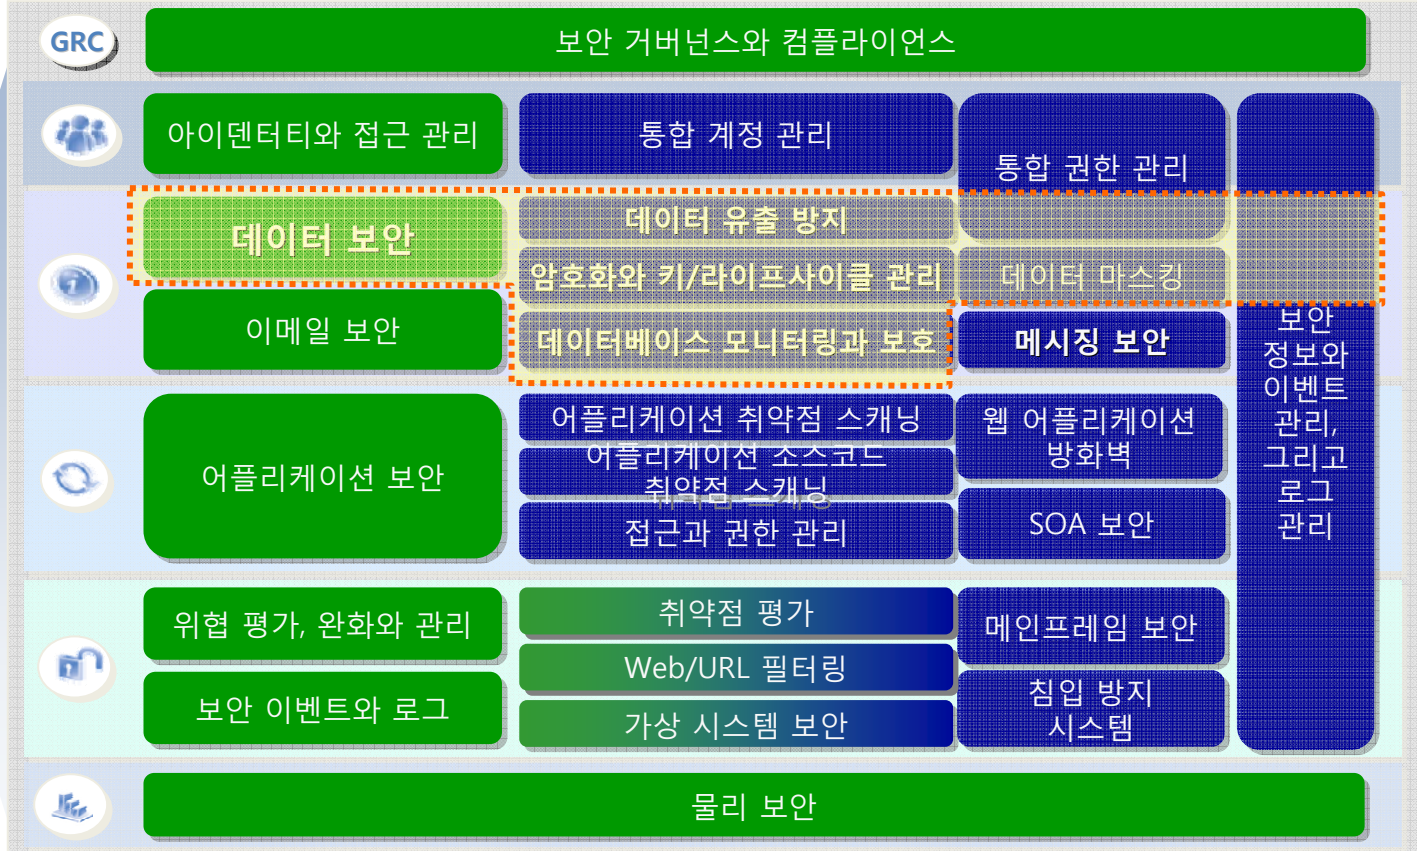 GRC
보안 거버넌스와 컴플라이언스
아이덴터티와 접근 관리
통합 계정 관리
통합 권한 관리
데이터 보안
데이터 유출 방지
암호화와 키/라이프사이클 관리
데이터 마스킹
이메일 보안
데이터베이스 모니터링과 보호
메시징 보안
보안
정보와
이벤트
관리,
그리고
로그
관리
어플리케이션 보안
어플리케이션 취약점 스캐닝
어플리케이션 소스코드
취약점 스캐닝
접근과 권한 관리
웹 어플리케이션
방화벽
SOA 보안
위협 평가, 완화와 관리
취약점 평가
메인프레임 보안
Web/URL 필터링
보안 이벤트와 로그
가상 시스템 보안
침입 방지
시스템
물리 보안